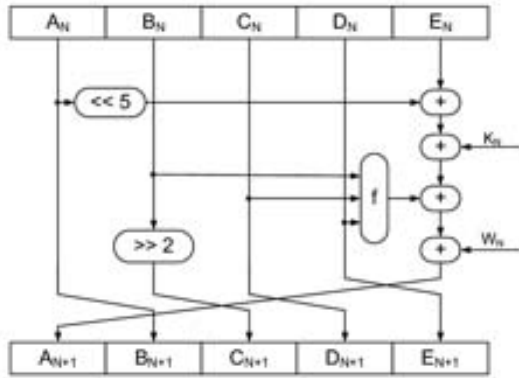 A_N B_N C_N D_N E_N
<< 5
+
+
K_N
f
+
>> 2
+
W_N
A_N+1 B_N+1 C_N+1 D_N+1 E_N+1